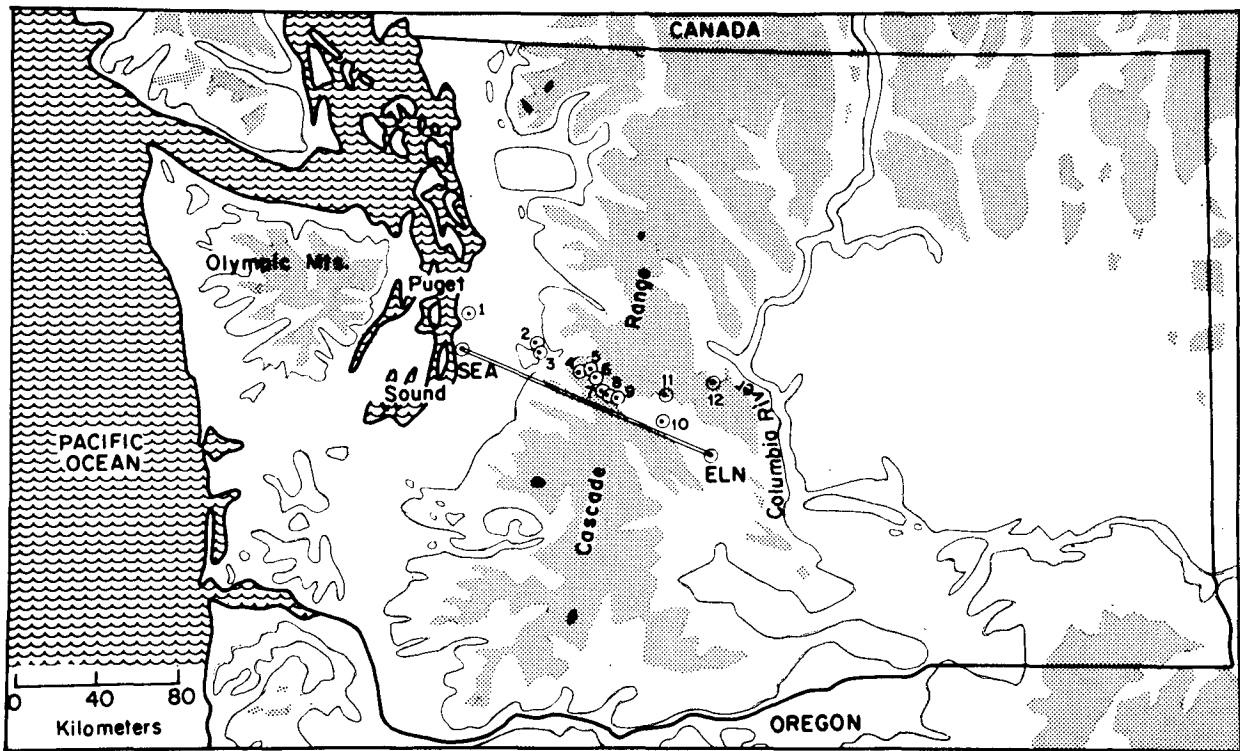 CANADA
Olympic Mts.
Puget
Range
1
2
SEA
3
4
5
6
7
8
9
11
12
10
Sound
PACIFIC
OCEAN
ELN
Columbia River
Cascade
0 40 80
Kilometers
OREGON